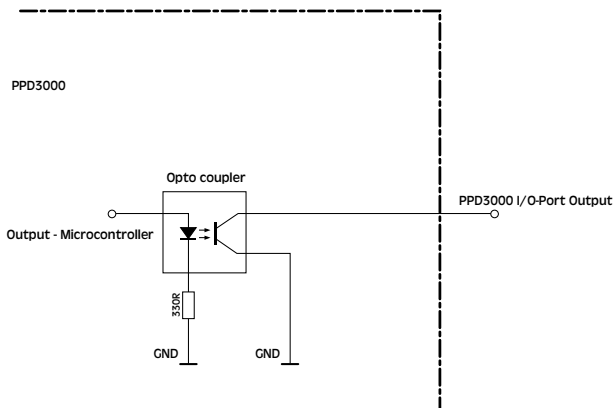 PPD3000
Opto coupler
PPD3000 I/O-Port Output
Output - Microcontroller
330R
GND
GND